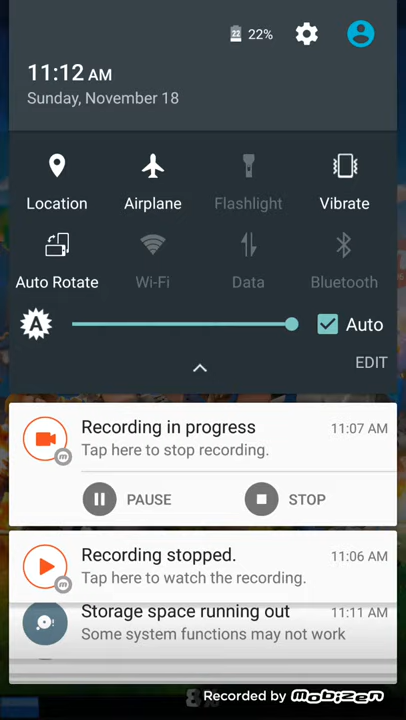 22 22%
11:12 AM
Sunday, November 18
Location Airplane Flashlight Vibrate
Auto Rotate Wi-Fi Data Bluetooth
A Auto
EDIT
Recording in progress 11:07 AM
Tap here to stop recording.
PAUSE STOP
Recording stopped. 11:06 AM
Tap here to watch the recording.
Storage space running out 11:11 AM
Some system functions may not work
Recorded by mobizen